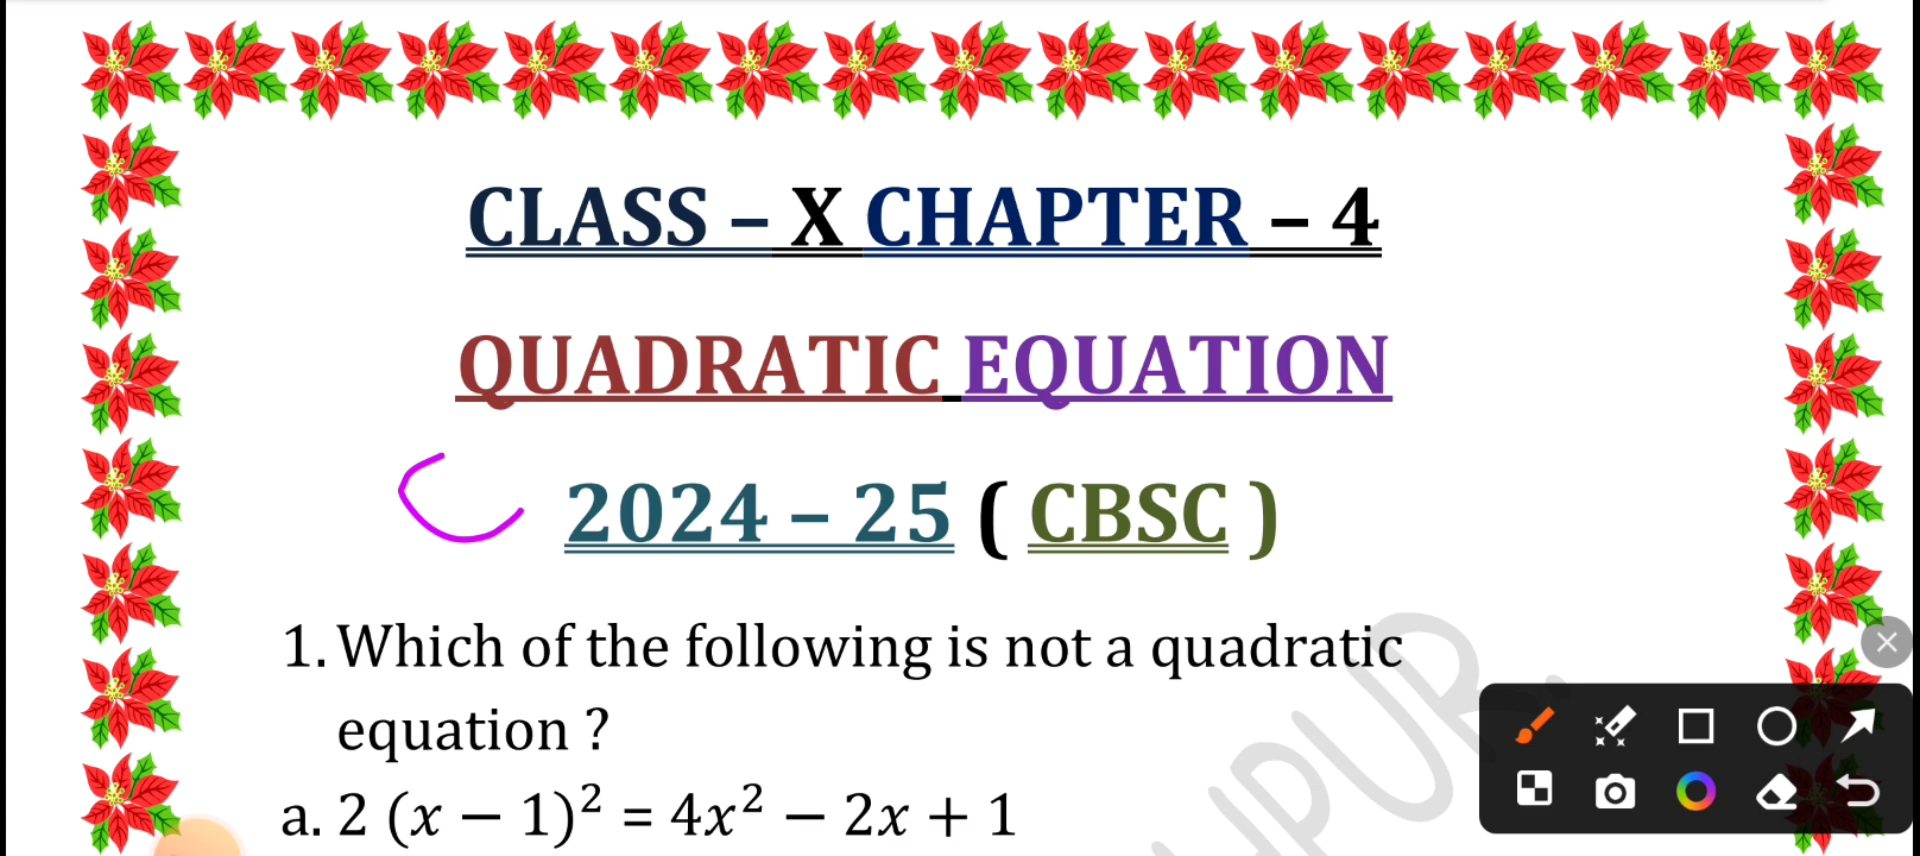 CLASS – X CHAPTER – 4
QUADRATIC EQUATION
2024 – 25 ( CBSC )
1. Which of the following is not a quadratic
equation ?
a. 2 (x − 1)² = 4x² − 2x + 1